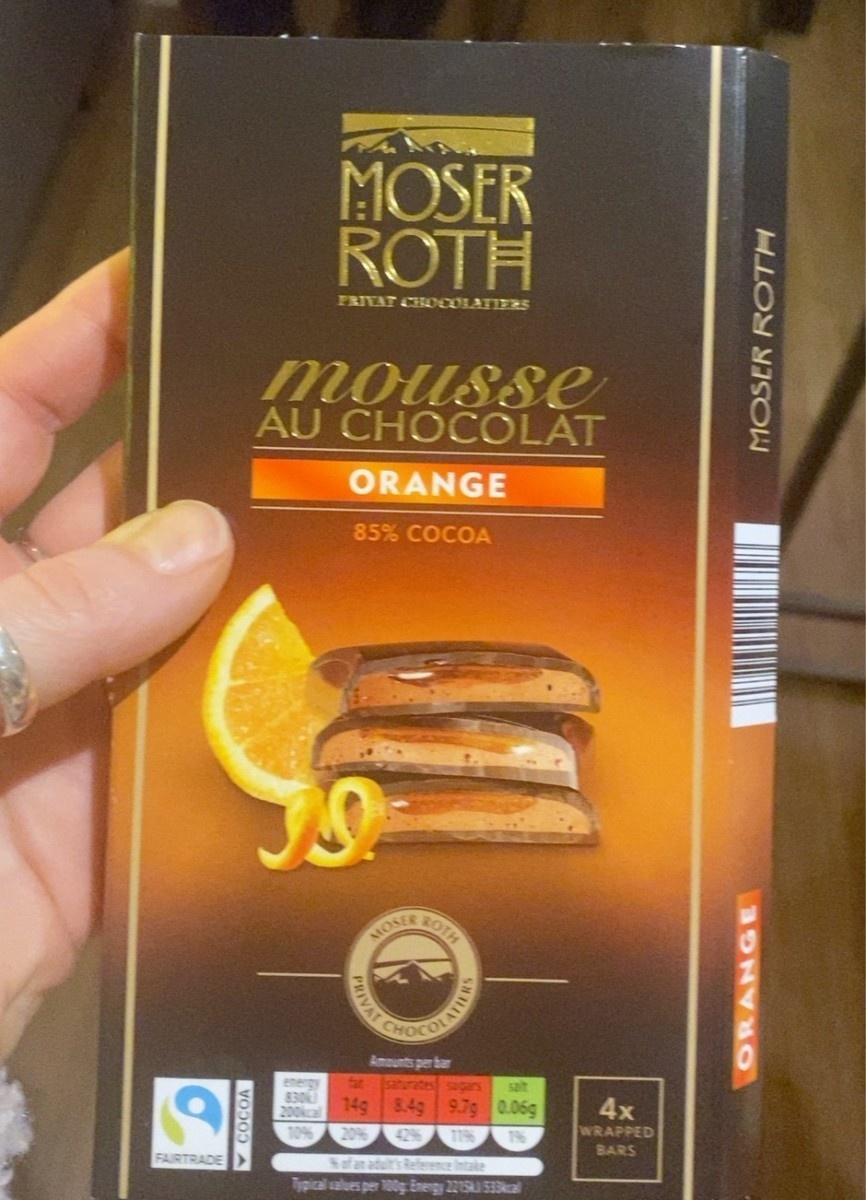 MOSER
ROTH
PRIVAT CHOCOLATIERS
mousse
AU CHOCOLAT
ORANGE
85% COCOA
MOSER ROTH
ORANGE
MOSER ROTH
PRIVAT CHOCOLATIERS
Amounts per bar
energy fat saturates sugars salt
830kJ
200kcal 14g 8.4g 9.7g 0.06g
10% 20% 42% 11% 1%
% of an adult's Reference Intake
Typical values per 100g: Energy 2215kJ 533kcal
FAIRTRADE
COCOA
4x
WRAPPED
BARS